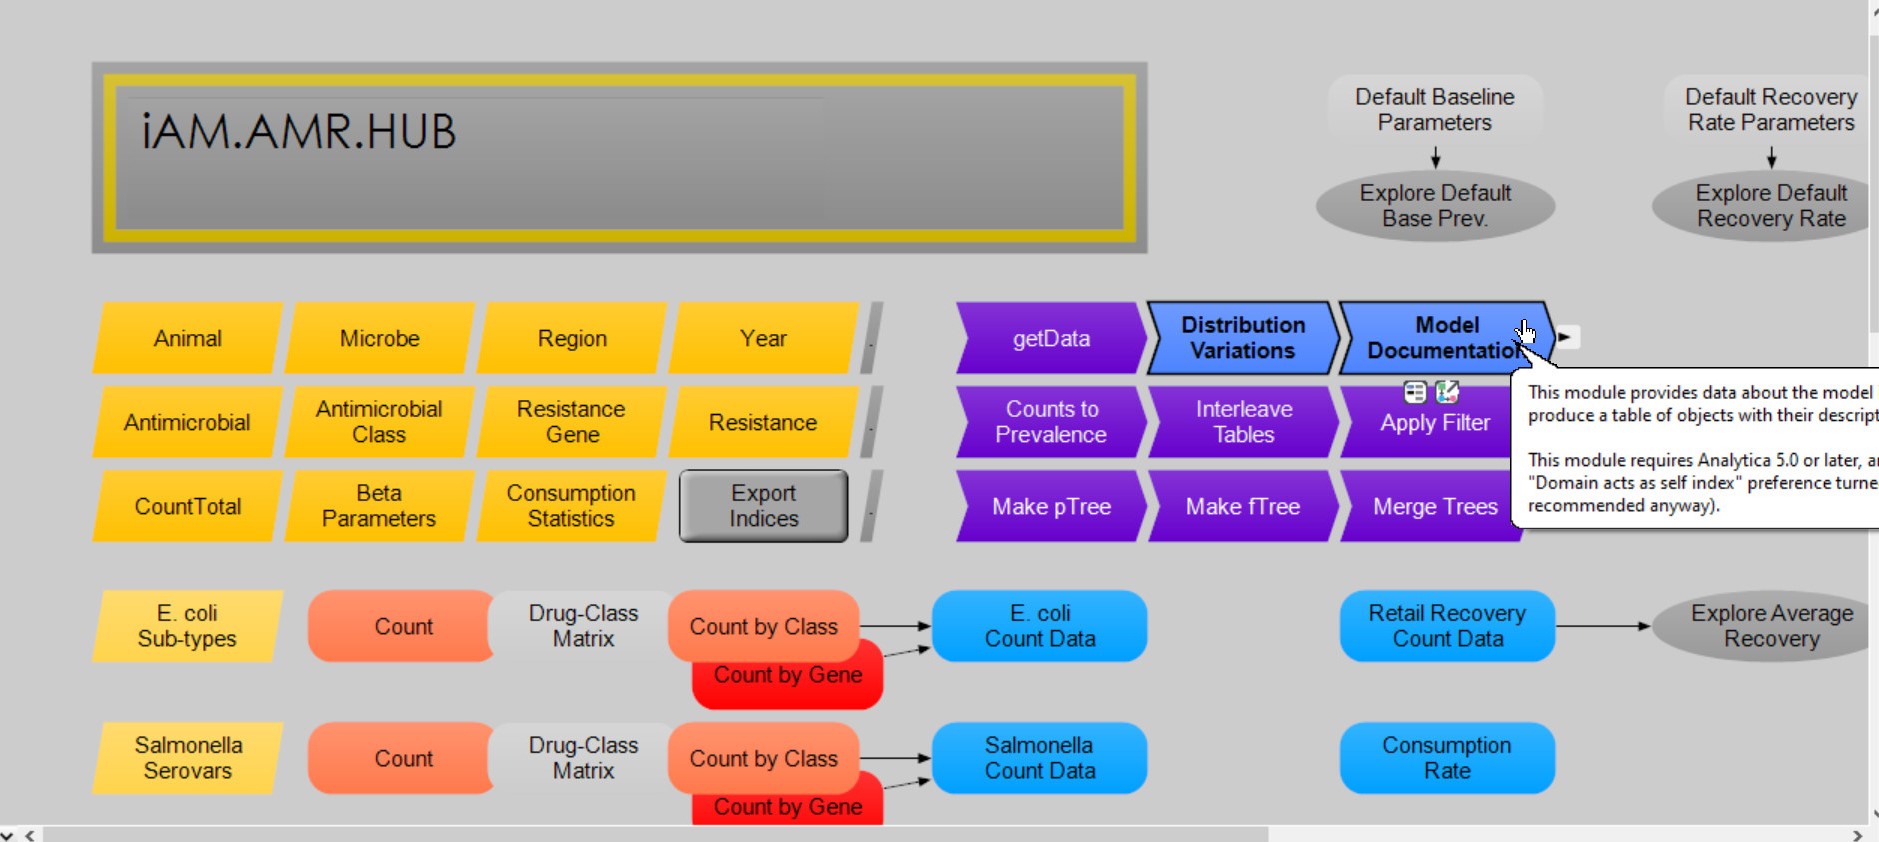 iAM.AMR.HUB
Default Baseline
Parameters
Default Recovery
Rate Parameters
Explore Default
Base Prev.
Explore Default
Recovery Rate
Animal
Microbe
Region
Year
.
getData
Distribution
Variations
Model
Documentation
This module provides data about the model
produce a table of objects with their descript
This module requires Analytica 5.0 or later, a
"Domain acts as self index" preference turne
recommended anyway).
Antimicrobial
Antimicrobial
Class
Resistance
Gene
Resistance
.
Counts to
Prevalence
Interleave
Tables
Apply Filter
CountTotal
Beta
Parameters
Consumption
Statistics
Export
Indices
.
Make pTree
Make fTree
Merge Trees
E. coli
Sub-types
Count
Drug-Class
Matrix
Count by Class
Count by Gene
E. coli
Count Data
Retail Recovery
Count Data
Explore Average
Recovery
Salmonella
Serovars
Count
Drug-Class
Matrix
Count by Class
Count by Gene
Salmonella
Count Data
Consumption
Rate